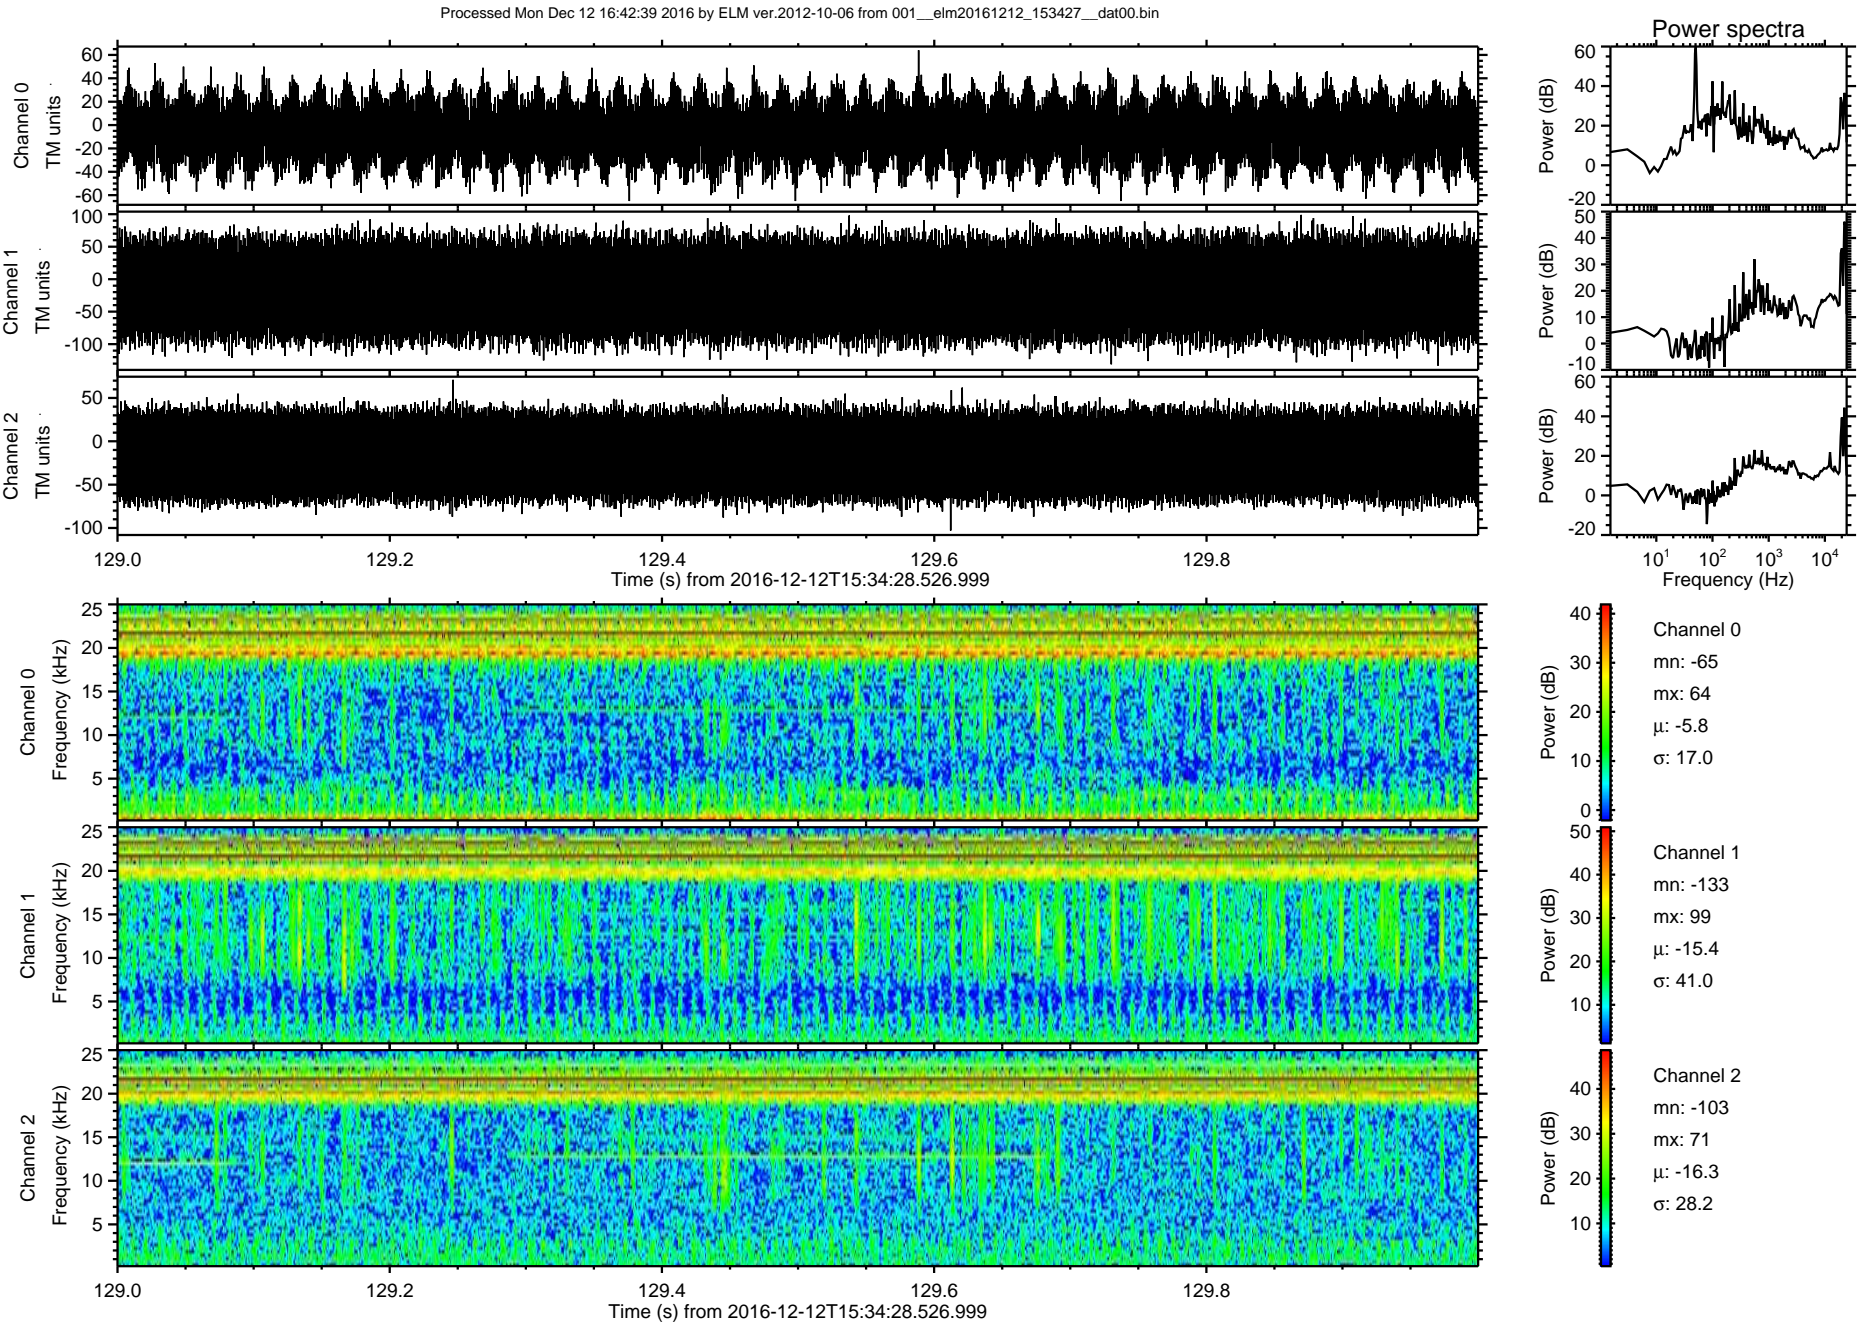 Processed Mon Dec 12 16:42:39 2016 by ELM ver.2012-10-06 from 001__elm20161212_153427__dat00.bin
Power spectra
Channel 0
TM units
60
40
20
0
-20
-40
-60
Power (dB)
60
40
20
0
-20
Channel 1
TM units
100
50
0
-50
-100
Power (dB)
50
40
30
20
10
0
-10
Channel 2
TM units
50
0
-50
-100
Power (dB)
60
40
20
0
-20
129.0 129.2 129.4 129.6 129.8
Time (s) from 2016-12-12T15:34:28.526.999
10¹ 10² 10³ 10⁴
Frequency (Hz)
Channel 0
Frequency (kHz)
25
20
15
10
5
Power (dB)
40
30
20
10
0
Channel 0
mn: -65
mx: 64
μ: -5.8
σ: 17.0
Channel 1
Frequency (kHz)
25
20
15
10
5
Power (dB)
50
40
30
20
10
Channel 1
mn: -133
mx: 99
μ: -15.4
σ: 41.0
Channel 2
Frequency (kHz)
25
20
15
10
5
Power (dB)
40
30
20
10
Channel 2
mn: -103
mx: 71
μ: -16.3
σ: 28.2
129.0 129.2 129.4 129.6 129.8
Time (s) from 2016-12-12T15:34:28.526.999